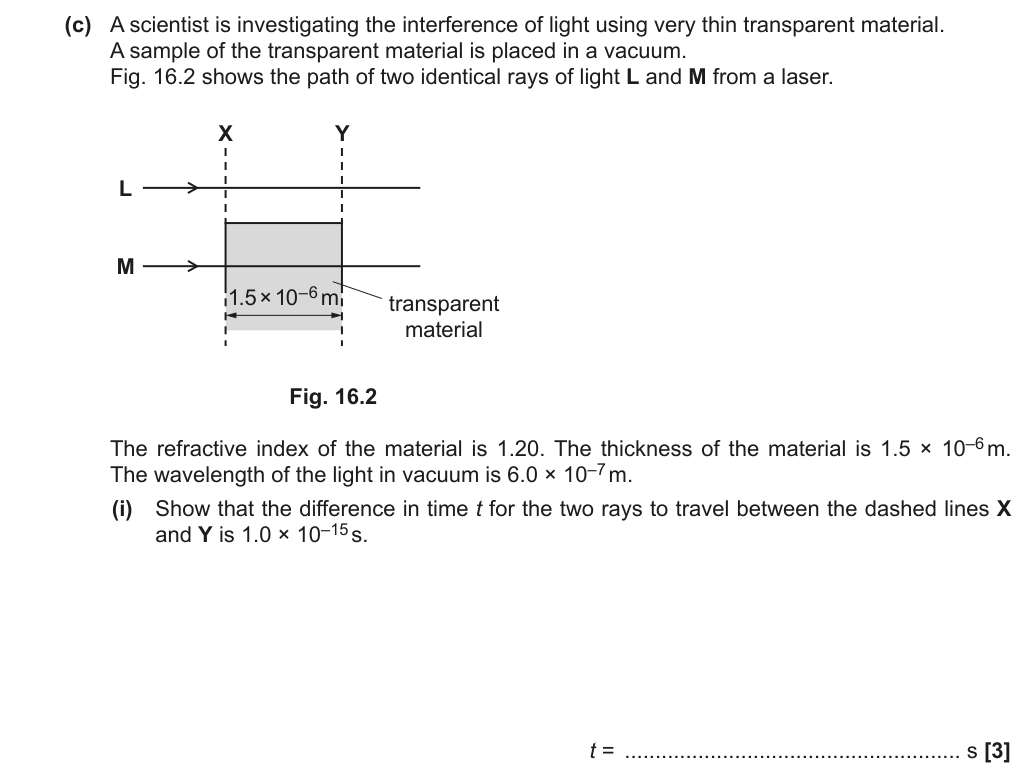 (c) A scientist is investigating the interference of light using very thin transparent material.
A sample of the transparent material is placed in a vacuum.
Fig. 16.2 shows the path of two identical rays of light L and M from a laser.
X Y
L
M
1.5 × 10⁻⁶ m
transparent
material
Fig. 16.2
The refractive index of the material is 1.20. The thickness of the material is 1.5 × 10⁻⁶ m.
The wavelength of the light in vacuum is 6.0 × 10⁻⁷ m.
(i) Show that the difference in time t for the two rays to travel between the dashed lines X
and Y is 1.0 × 10⁻¹⁵ s.
t = ....................................................... s [3]